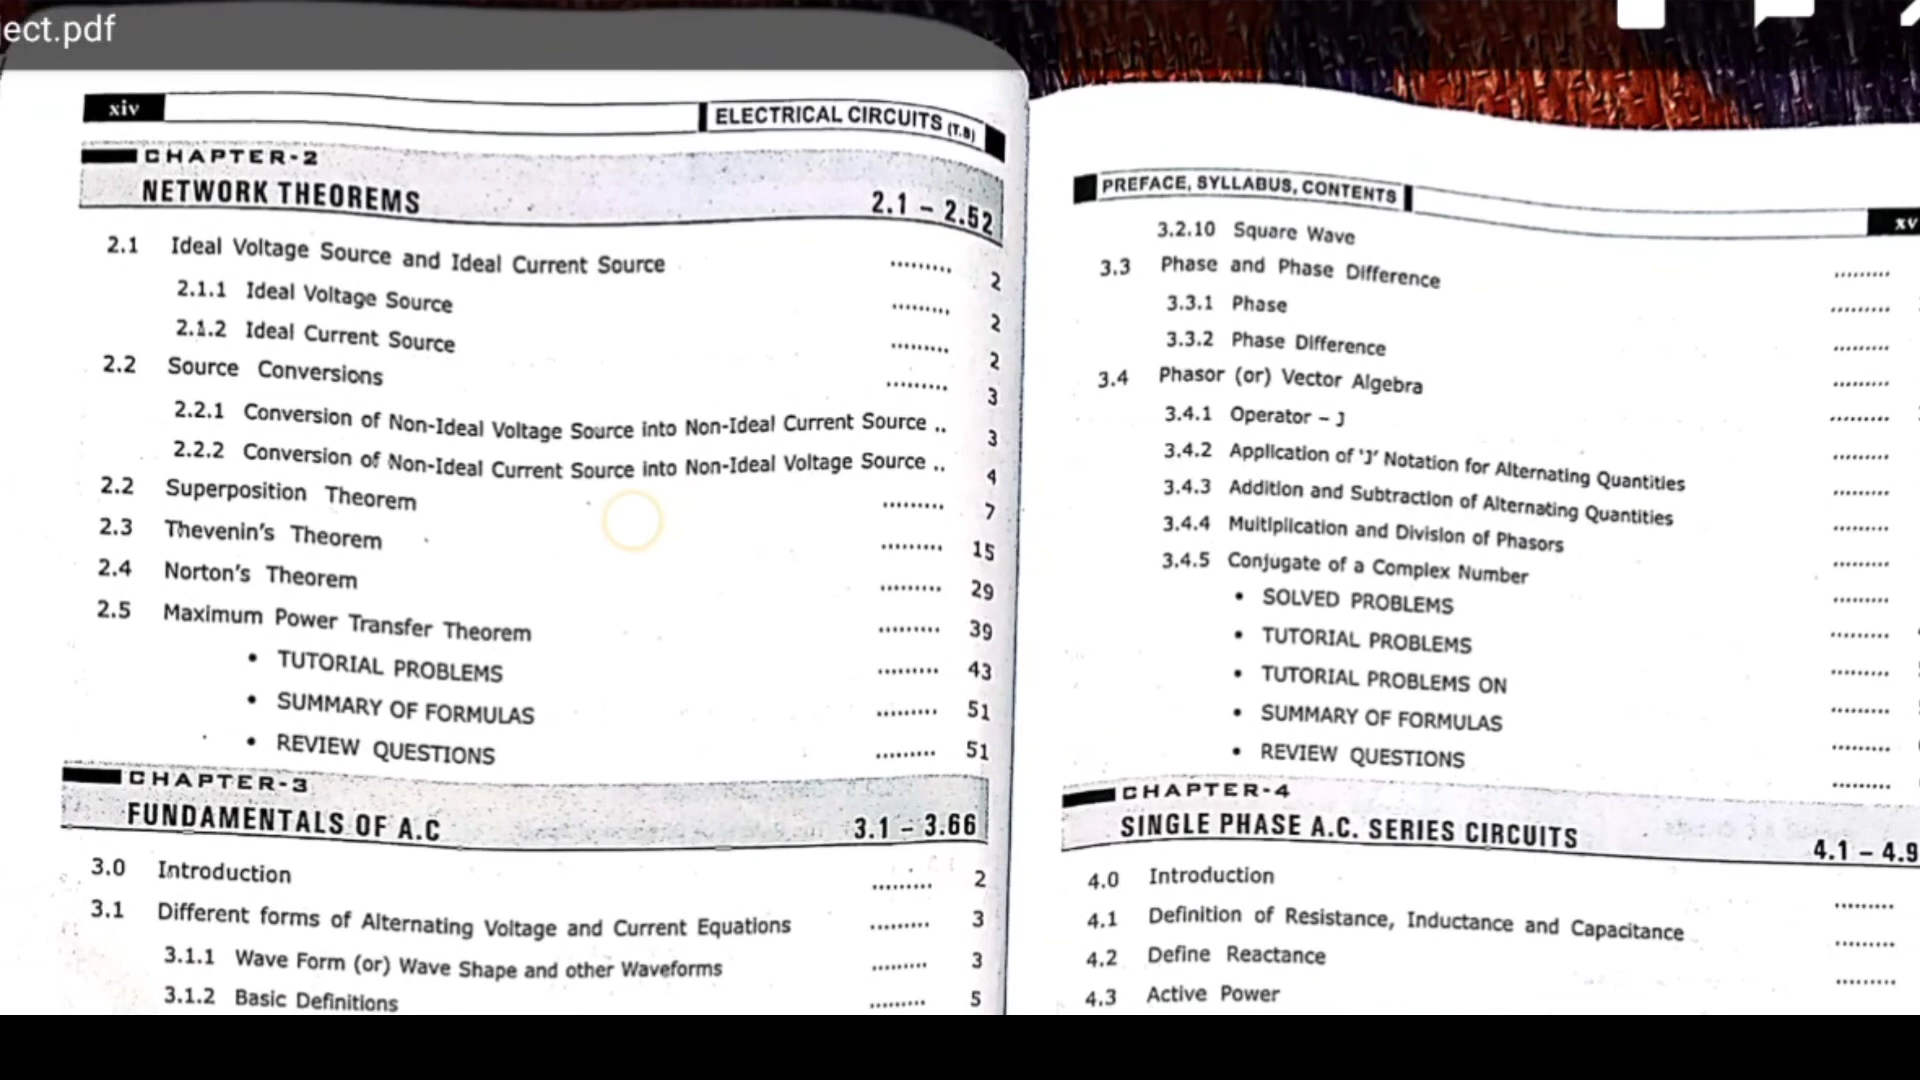 ect.pdf
xiv
ELECTRICAL CIRCUITS (T.B)
CHAPTER-2
NETWORK THEOREMS 2.1 – 2.52
2.1 Ideal Voltage Source and Ideal Current Source ......... 2
2.1.1 Ideal Voltage Source ......... 2
2.1.2 Ideal Current Source ......... 2
2.2 Source Conversions ......... 3
2.2.1 Conversion of Non-Ideal Voltage Source into Non-Ideal Current Source .. 3
2.2.2 Conversion of Non-Ideal Current Source into Non-Ideal Voltage Source .. 4
2.2 Superposition Theorem ......... 7
2.3 Thevenin's Theorem ......... 15
2.4 Norton's Theorem ......... 29
2.5 Maximum Power Transfer Theorem ......... 39
• TUTORIAL PROBLEMS ......... 43
• SUMMARY OF FORMULAS ......... 51
• REVIEW QUESTIONS ......... 51
CHAPTER-3
FUNDAMENTALS OF A.C 3.1 – 3.66
3.0 Introduction ......... 2
3.1 Different forms of Alternating Voltage and Current Equations ......... 3
3.1.1 Wave Form (or) Wave Shape and other Waveforms ......... 3
3.1.2 Basic Definitions ......... 5
PREFACE, SYLLABUS, CONTENTS
xv
3.2.10 Square Wave .........
3.3 Phase and Phase Difference .........
3.3.1 Phase .........
3.3.2 Phase Difference .........
3.4 Phasor (or) Vector Algebra .........
3.4.1 Operator – J .........
3.4.2 Application of 'J' Notation for Alternating Quantities .........
3.4.3 Addition and Subtraction of Alternating Quantities .........
3.4.4 Multiplication and Division of Phasors .........
3.4.5 Conjugate of a Complex Number .........
• SOLVED PROBLEMS .........
• TUTORIAL PROBLEMS .........
• TUTORIAL PROBLEMS ON .........
• SUMMARY OF FORMULAS .........
• REVIEW QUESTIONS .........
CHAPTER-4
SINGLE PHASE A.C. SERIES CIRCUITS 4.1 – 4.9
4.0 Introduction .........
4.1 Definition of Resistance, Inductance and Capacitance .........
4.2 Define Reactance .........
4.3 Active Power